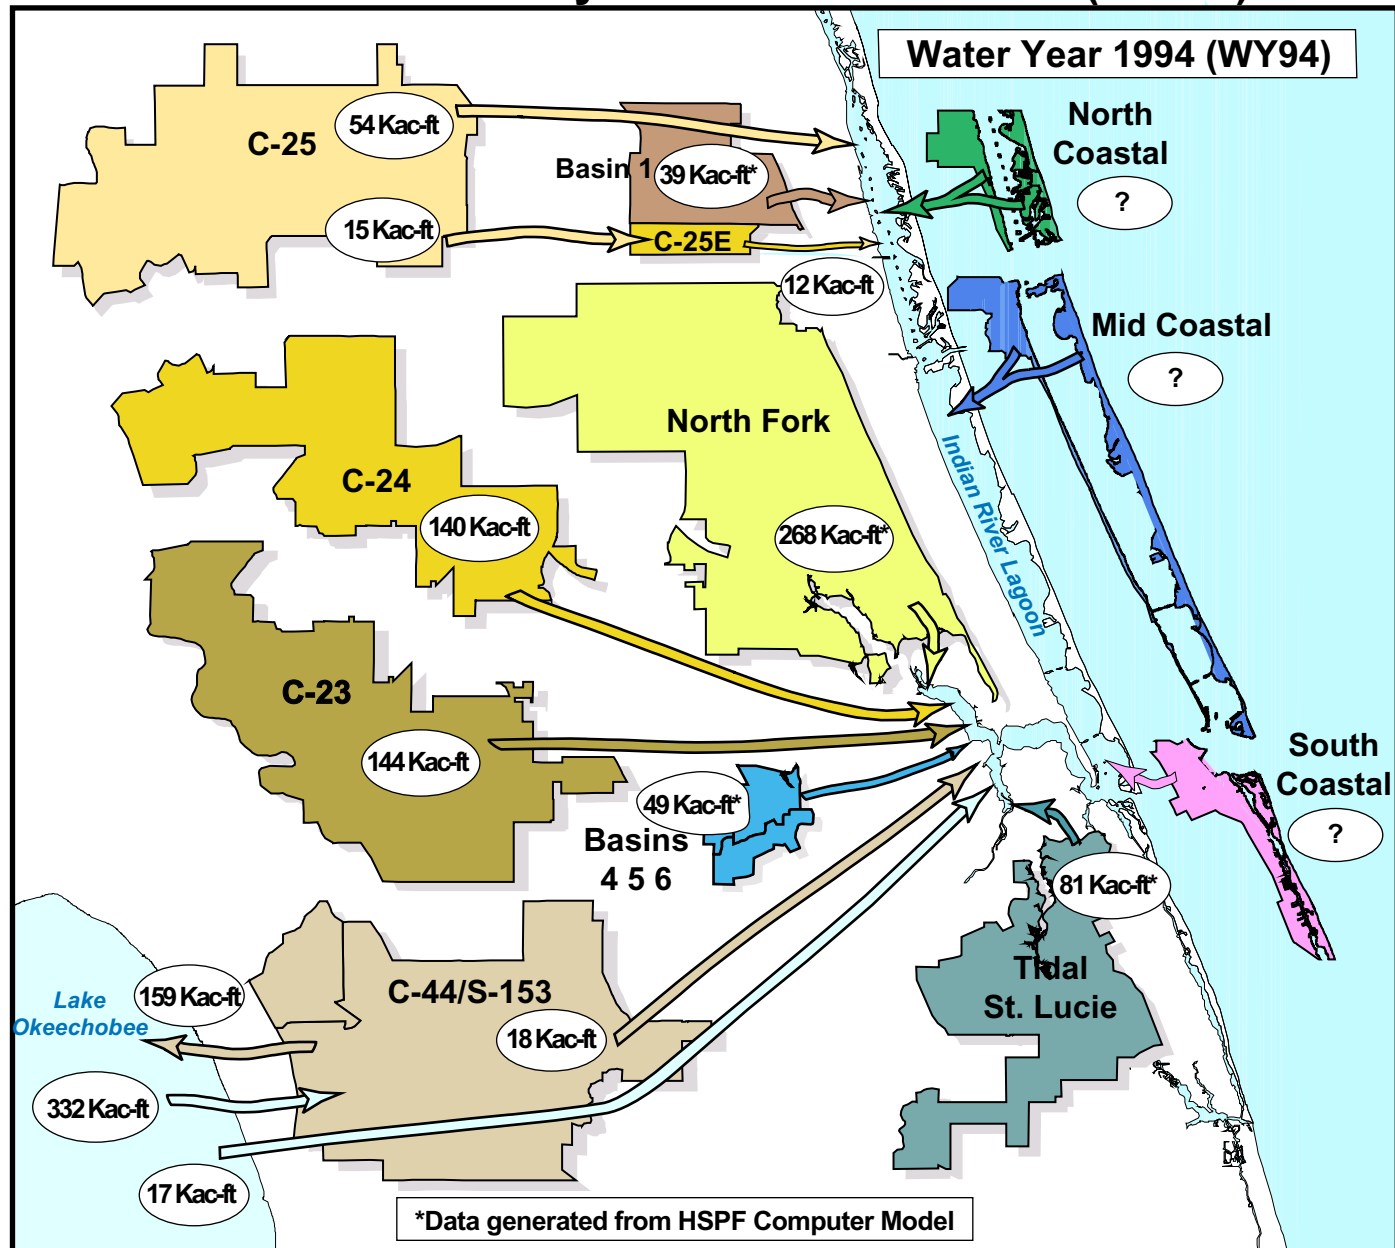 Water Year 1994 (WY94)
North
Coastal
?
54 Kac-ft
C-25
Basin 1
39 Kac-ft*
15 Kac-ft
C-25E
12 Kac-ft
Mid Coastal
?
North Fork
Indian River Lagoon
C-24
140 Kac-ft
268 Kac-ft*
C-23
144 Kac-ft
49 Kac-ft*
Basins
4 5 6
South
Coastal
?
81 Kac-ft*
Tidal
St. Lucie
159 Kac-ft
C-44/S-153
Lake
Okeechobee
18 Kac-ft
332 Kac-ft
17 Kac-ft
*Data generated from HSPF Computer Model